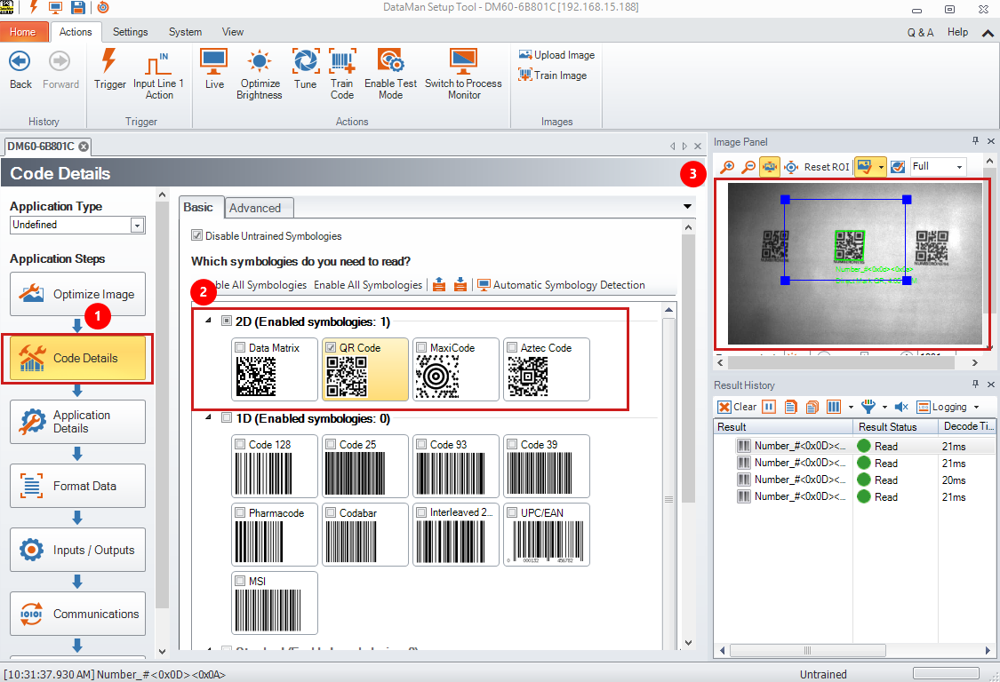 DataMan Setup Tool - DM60-6B801C [192.168.15.188]
Home Actions Settings System View Q & A Help
Back Forward Trigger Input Line 1 Action Live Optimize Brightness Tune Train Code Enable Test Mode Switch to Process Monitor Upload Image
Train Image
History Trigger Actions Images
DM60-6B801C
Code Details
Application Type
Undefined
Application Steps
Optimize Image
1
Code Details
Application Details
Format Data
Inputs / Outputs
Communications
Basic Advanced
Disable Untrained Symbologies
Which symbologies do you need to read?
2
All Symbologies Enable All Symbologies Automatic Symbology Detection
2D (Enabled symbologies: 1)
Data Matrix QR Code MaxiCode Aztec Code
1D (Enabled symbologies: 0)
Code 128 Code 25 Code 93 Code 39
Pharmacode Codabar Interleaved 2... UPC/EAN
MSI
3
Image Panel
Reset ROI Full
Number_#<0x0d><0x0a>
Result History
Clear Logging
Result Result Status Decode Ti...
Number_#<0x0D><... Read 21ms
Number_#<0x0D><... Read 21ms
Number_#<0x0D><... Read 20ms
Number_#<0x0D><... Read 21ms
[10:31:37.930 AM] Number_#<0x0D><0x0A> Untrained